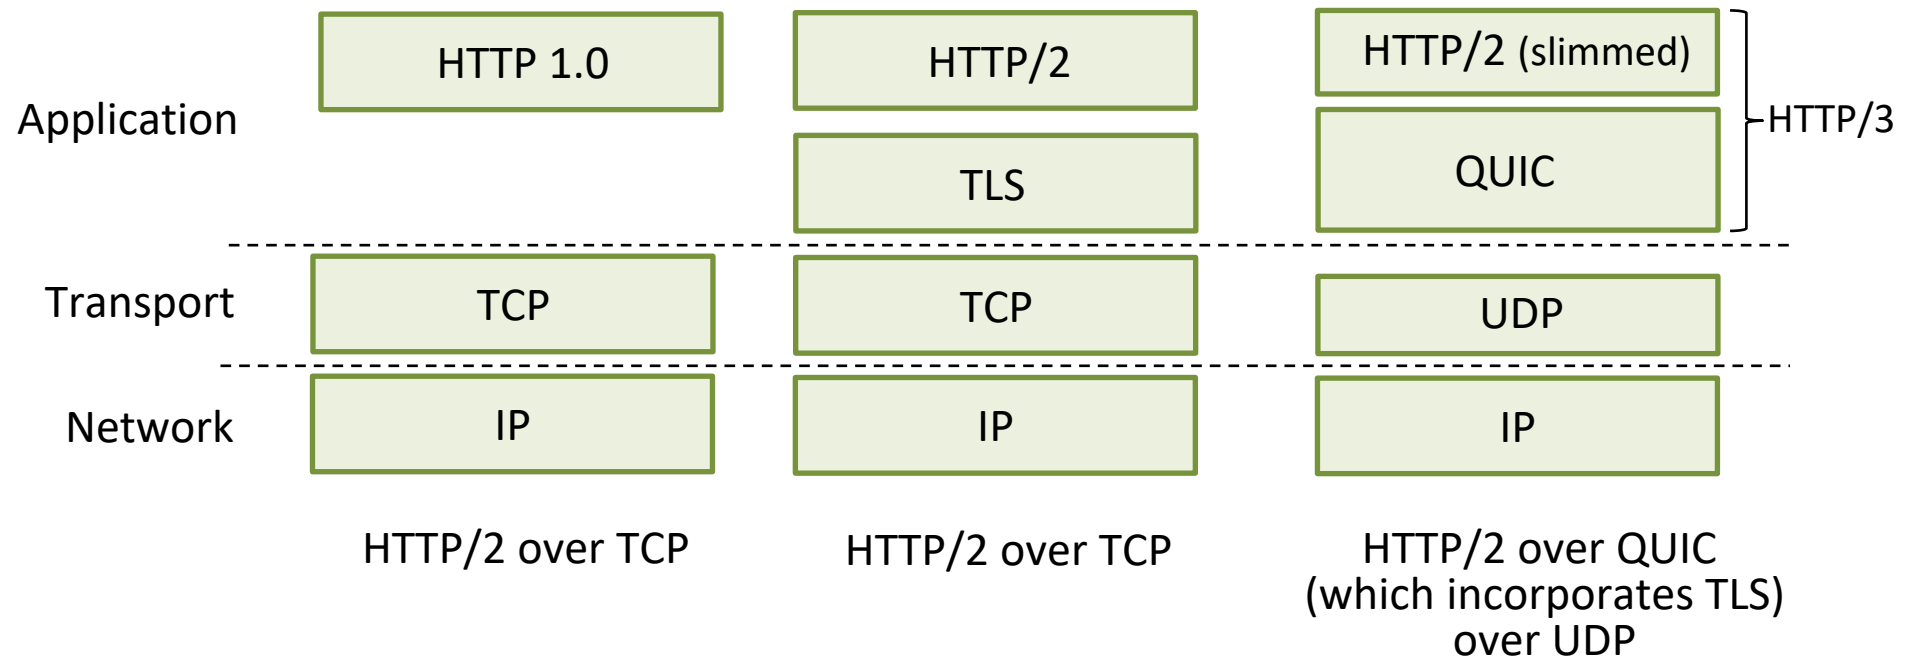 HTTP 1.0
HTTP/2
HTTP/2 (slimmed)
Application
HTTP/3
TLS
QUIC
Transport
TCP
TCP
UDP
Network
IP
IP
IP
HTTP/2 over TCP
HTTP/2 over TCP
HTTP/2 over QUIC
(which incorporates TLS)
over UDP